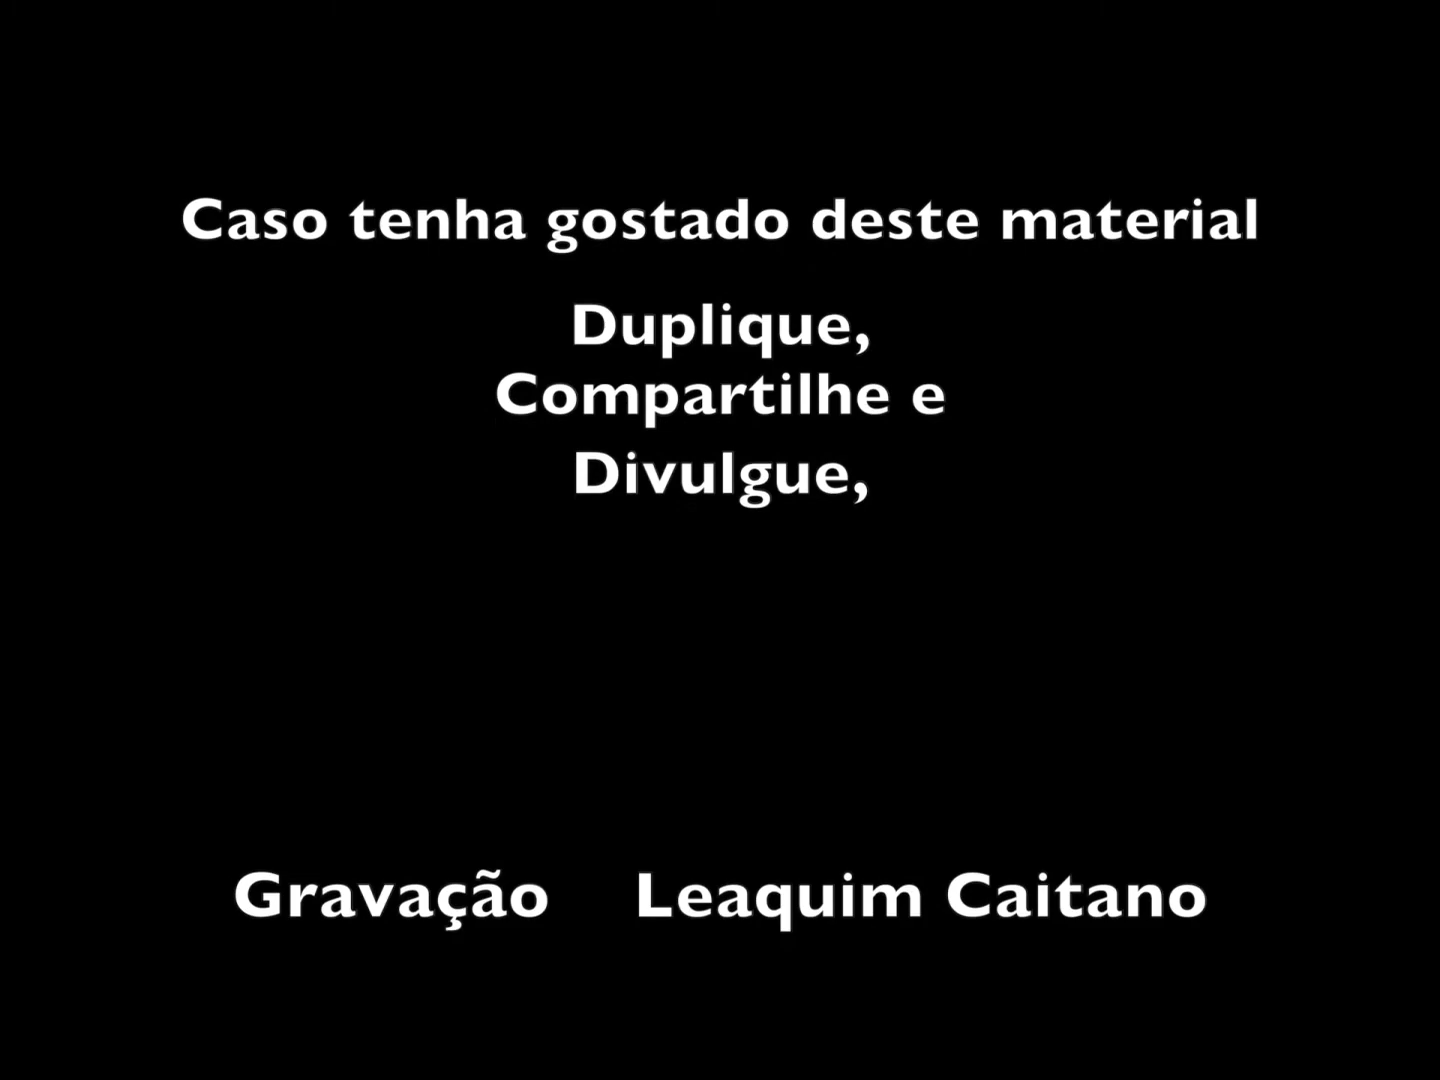 Caso tenha gostado deste material
Duplique,
Compartilhe e
Divulgue,
Gravação Leaquim Caitano